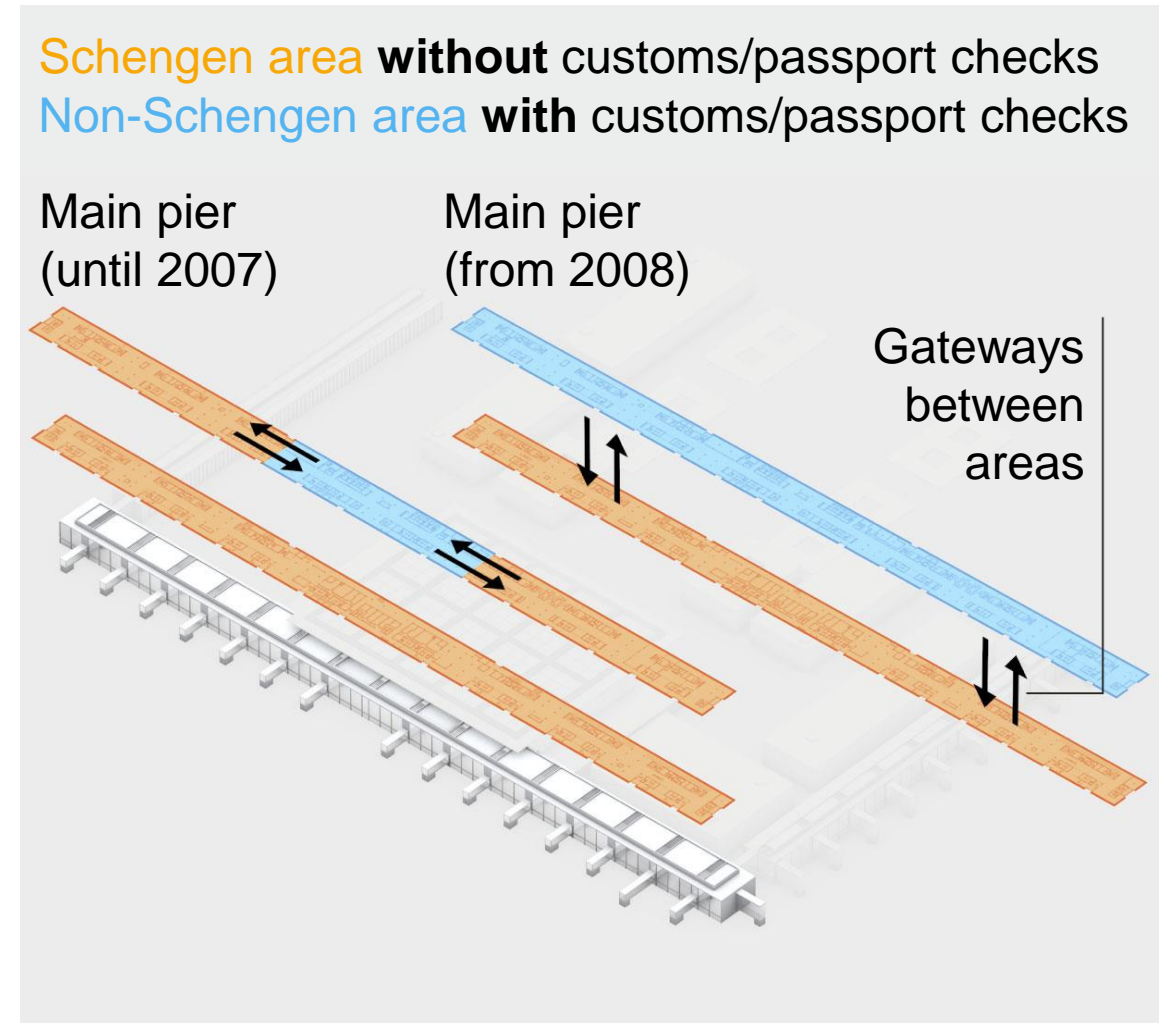 Schengen area without customs/passport checks
Non-Schengen area with customs/passport checks
Main pier
(until 2007)
Main pier
(from 2008)
Gateways
between
areas